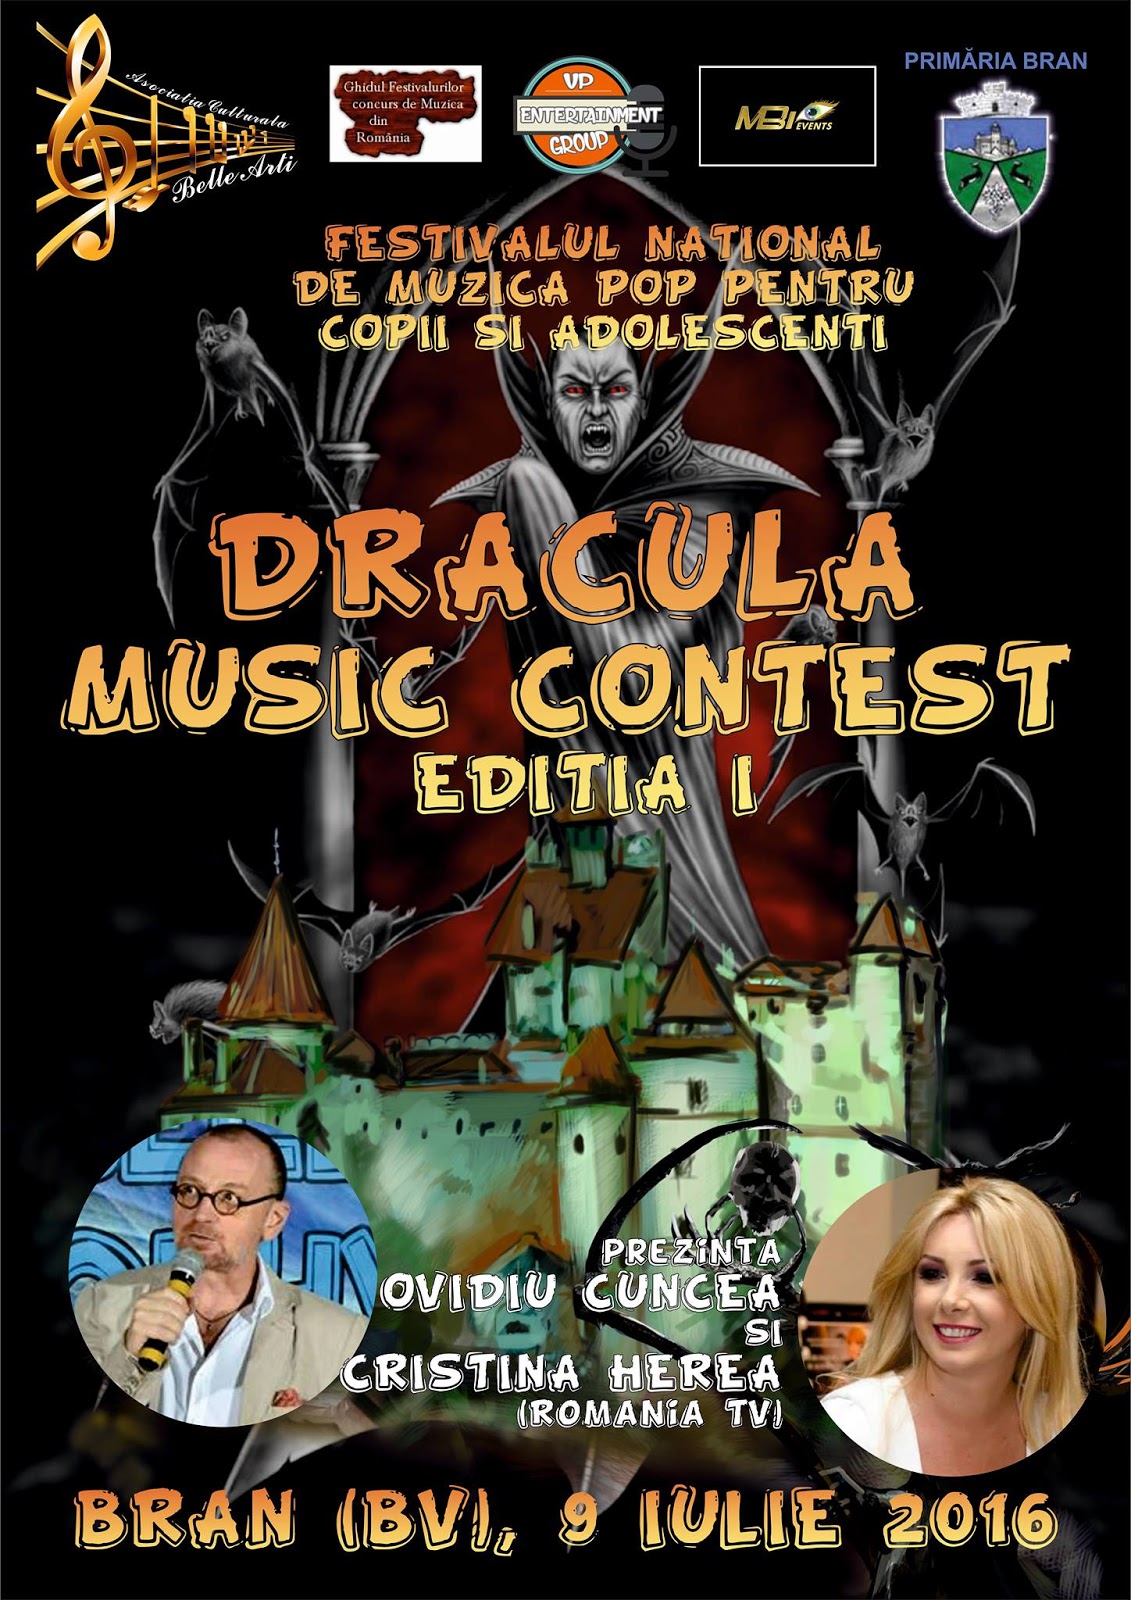 Asociatia Culturala
Belle Arti
Ghidul Festivalurilor
concurs de Muzica
din
România
VP
ENTERTAINMENT
GROUP
MBI
EVENTS
PRIMĂRIA BRAN
FESTIVALUL NATIONAL
DE MUZICA POP PENTRU
COPII SI ADOLESCENTI
DRACULA
MUSIC CONTEST
EDITIA I
PREZINTA
OVIDIU CUNCEA
SI
CRISTINA HEREA
(ROMANIA TV)
BRAN (BV), 9 IULIE 2016